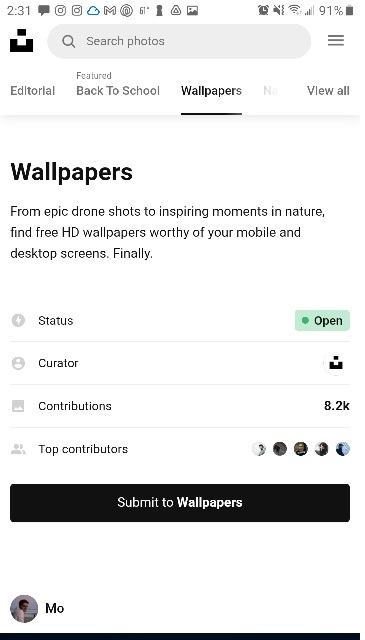 2:31
61°
91%
Search photos
Featured
Editorial Back To School Wallpapers Na View all
Wallpapers
From epic drone shots to inspiring moments in nature,
find free HD wallpapers worthy of your mobile and
desktop screens. Finally.
Status Open
Curator
Contributions 8.2k
Top contributors
Submit to Wallpapers
Mo